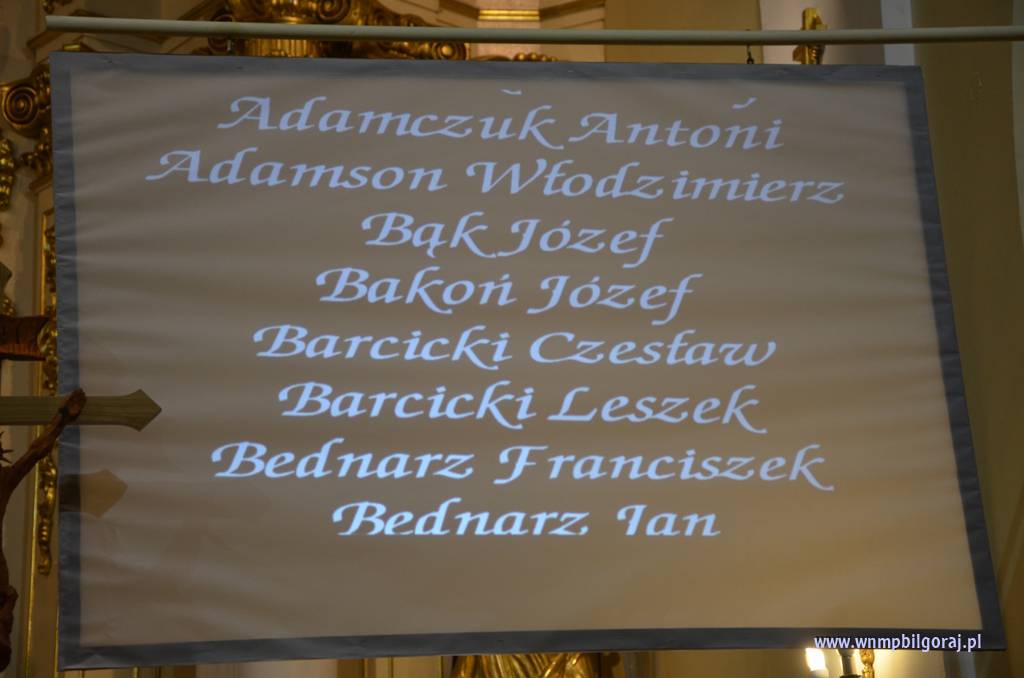 Adamczuk Antoni
Adamson Włodzimierz
Bąk Józef
Bakoń Józef
Barcicki Czesław
Barcicki Leszek
Bednarz Franciszek
Bednarz Jan
www.wnmpbilgoraj.pl